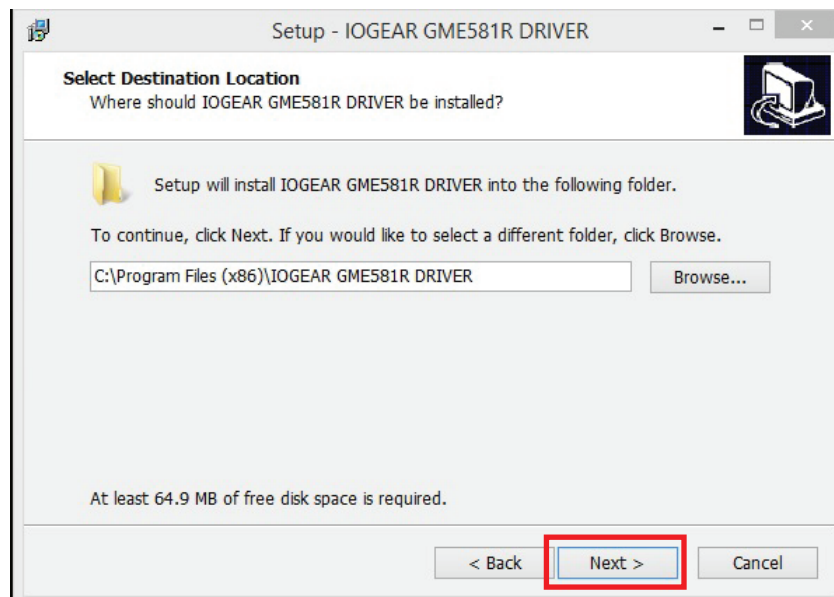 Setup - IOGEAR GME581R DRIVER
Select Destination Location
Where should IOGEAR GME581R DRIVER be installed?
Setup will install IOGEAR GME581R DRIVER into the following folder.
To continue, click Next. If you would like to select a different folder, click Browse.
C:\Program Files (x86)\IOGEAR GME581R DRIVER
Browse...
At least 64.9 MB of free disk space is required.
< Back Next > Cancel